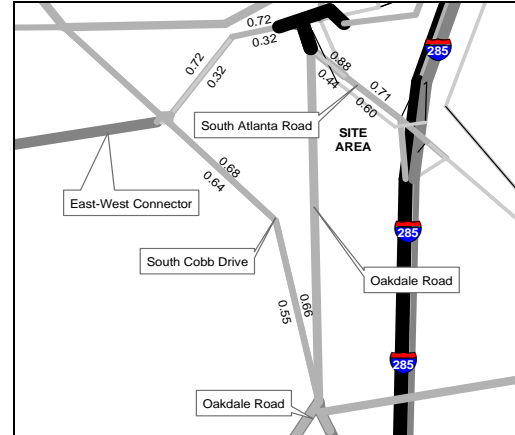 0.72
0.32
285
0.72
0.32
0.88
0.44
0.71
0.60
South Atlanta Road
SITE
AREA
0.68
0.64
East-West Connector
285
South Cobb Drive
Oakdale Road
0.66
0.55
285
Oakdale Road